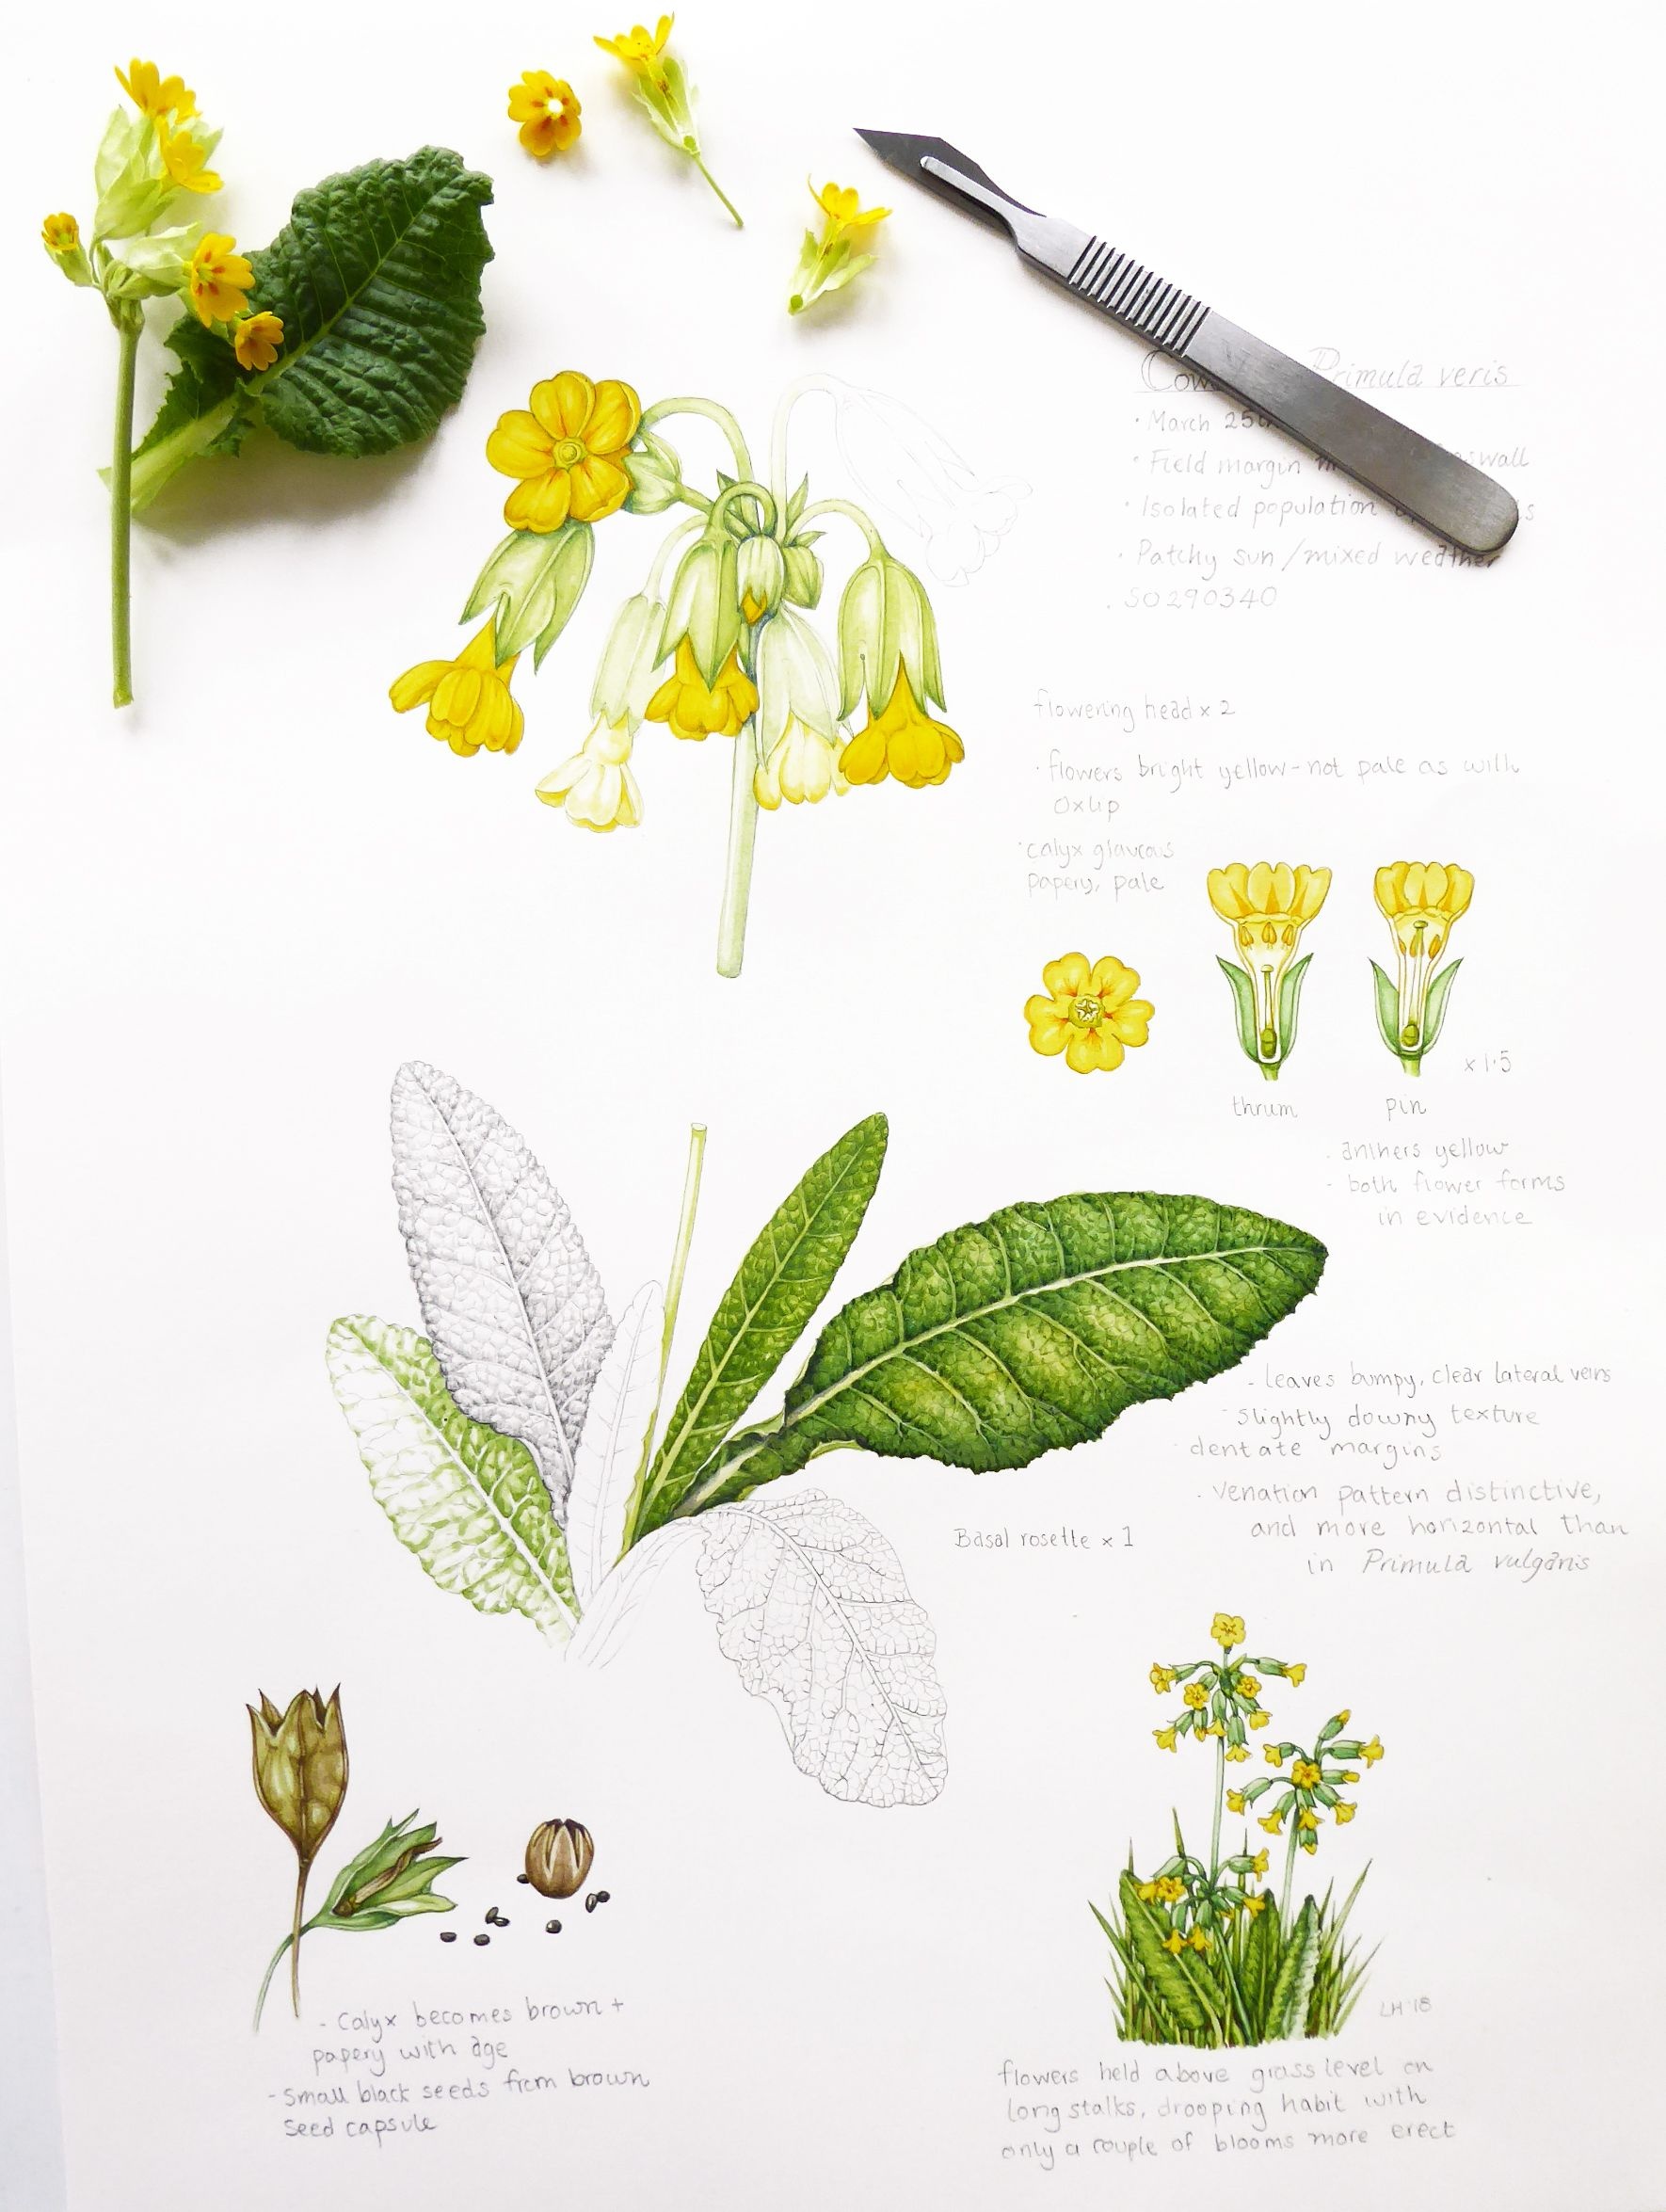 Cow Primula veris
• March 25th
• Field margin wall
• Isolated population
• Patchy sun / mixed weather
. SO290340
flowering head x 2
• flowers bright yellow - not pale as with
Oxlip
• calyx glaucous
papery, pale
x 1·5
thrum
pin
- anthers yellow
- both flower forms
in evidence
- leaves bumpy, clear lateral veins
- slightly downy texture
dentate margins
- venation pattern distinctive,
and more horizontal than
in Primula vulgaris
Basal rosette x 1
LH '18
- Calyx becomes brown +
papery with age
- small black seeds from brown
seed capsule
flowers held above grass level on
long stalks, drooping habit with
only a couple of blooms more erect